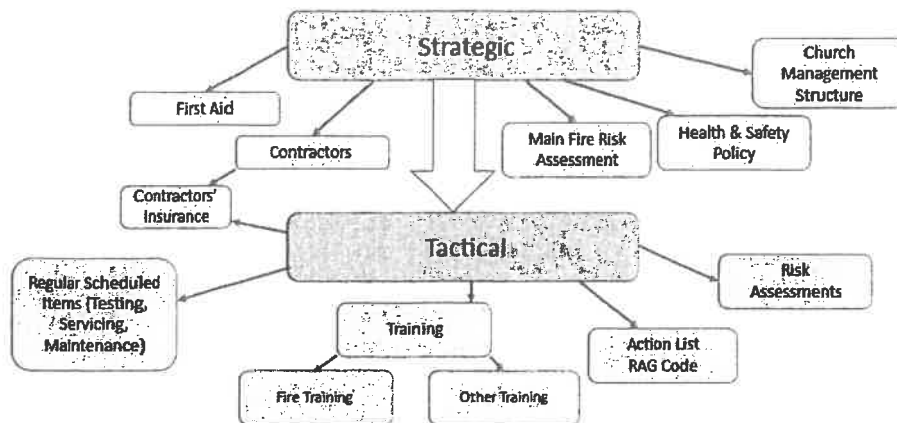 Strategic
Church
Management
Structure
First Aid
Contractors
Main Fire Risk
Assessment
Health & Safety
Policy
Contractors'
Insurance
Tactical
Regular Scheduled
Items (Testing,
Servicing,
Maintenance)
Risk
Assessments
Training
Action List
RAG Code
Fire Training
Other Training